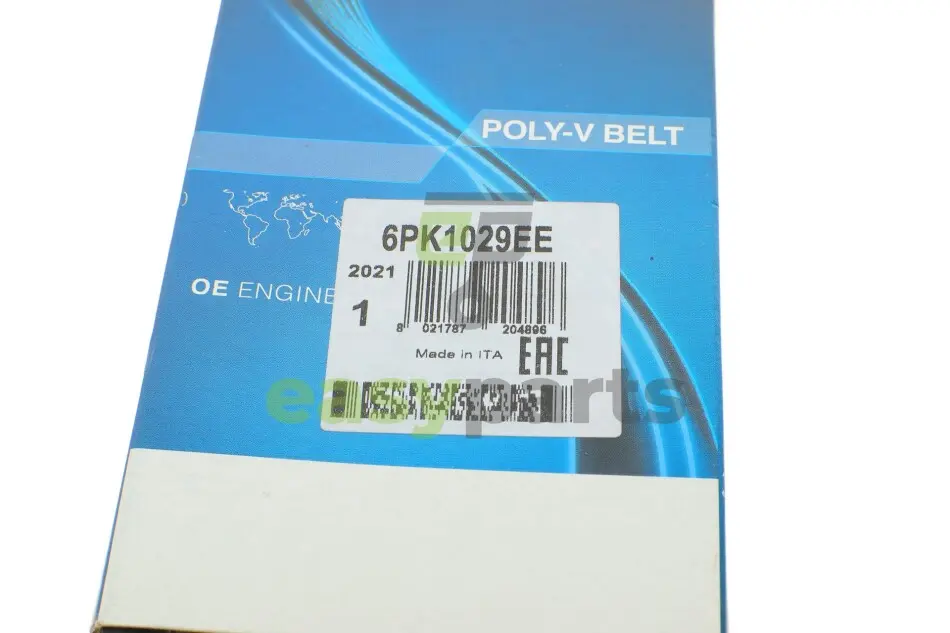 POLY-V BELT
6PK1029EE
2021
OE ENGINE
1
8 021787 204896
Made in ITA
EAC
easyparts